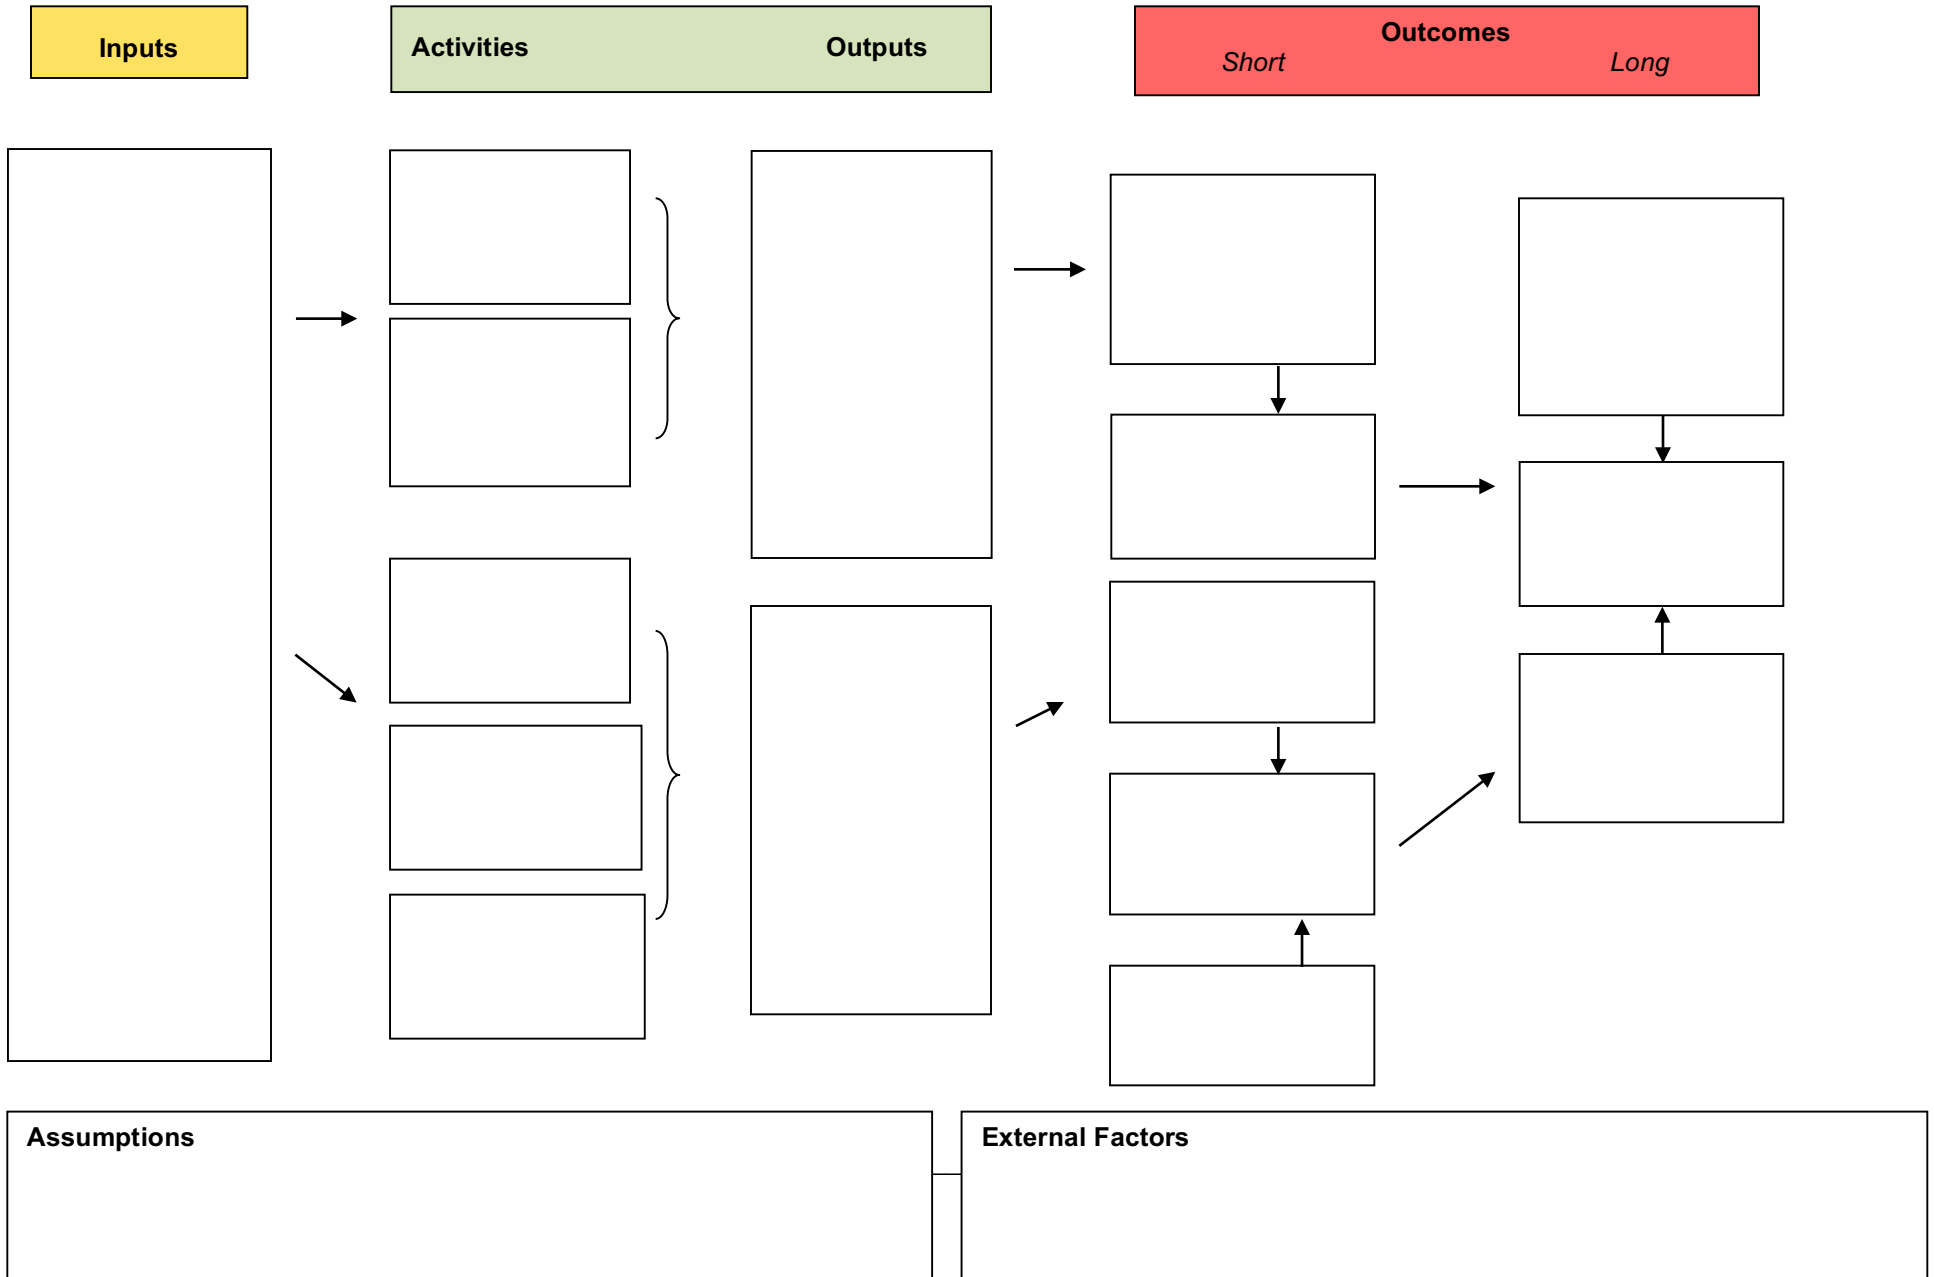 Inputs
Activities
Outputs
Outcomes
Short
Long
Assumptions
External Factors